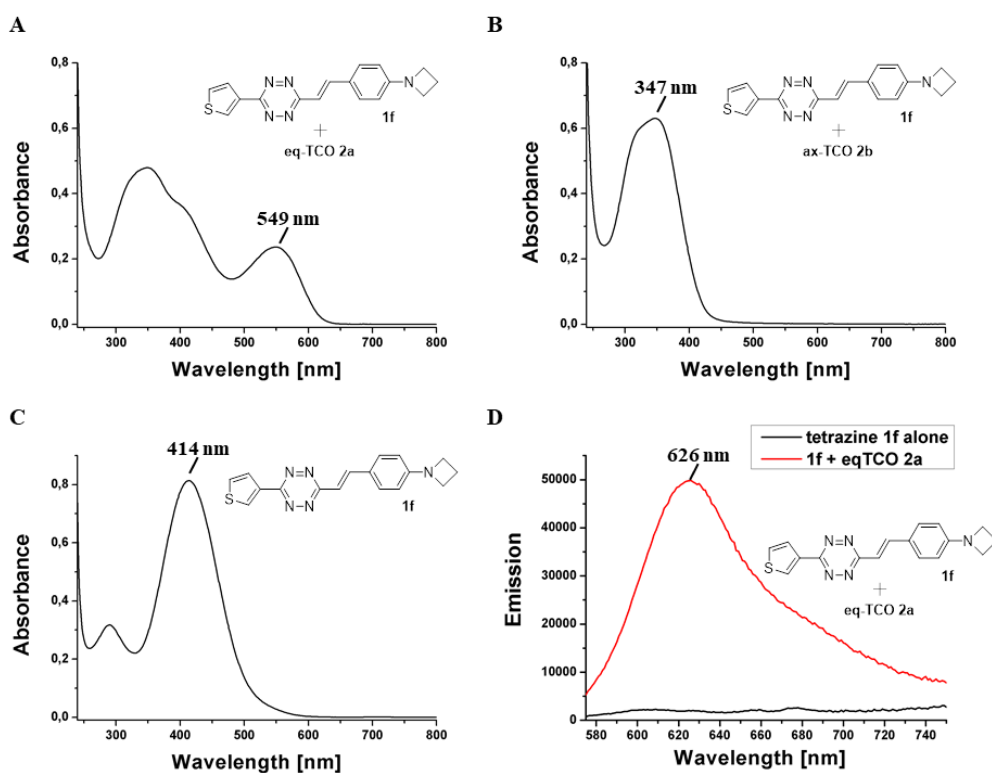 A
0,8
0,6
0,4
0,2
0,0
Absorbance
300 400 500 600 700 800
Wavelength [nm]
549 nm
S
N N
N N
N
1f
+
eq-TCO 2a
B
0,8
0,6
0,4
0,2
0,0
Absorbance
300 400 500 600 700 800
Wavelength [nm]
347 nm
S
N N
N N
N
1f
+
ax-TCO 2b
C
0,8
0,6
0,4
0,2
0,0
Absorbance
300 400 500 600 700 800
Wavelength [nm]
414 nm
S
N N
N N
N
1f
D
50000
40000
30000
20000
10000
0
Emission
580 600 620 640 660 680 700 720 740
Wavelength [nm]
tetrazine 1f alone
1f + eqTCO 2a
626 nm
S
N N
N N
N
1f
+
eq-TCO 2a